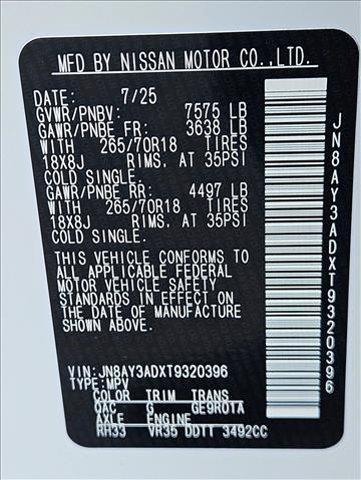 MFD BY NISSAN MOTOR CO.,LTD.
DATE: 7/25
GVWR/PNBV: 7575 LB
GAWR/PNBE FR: 3638 LB
WITH 265/70R18 TIRES
18X8J RIMS. AT 35PSI
COLD SINGLE.
GAWR/PNBE RR: 4497 LB
WITH 265/70R18 TIRES
18X8J RIMS. AT 35PSI
COLD SINGLE.
THIS VEHICLE CONFORMS TO
ALL APPLICABLE FEDERAL
MOTOR VEHICLE SAFETY
STANDARDS IN EFFECT ON
THE DATE OF MANUFACTURE
SHOWN ABOVE.
VIN:JN8AY3ADXT9320396
TYPE:MPV
COLOR TRIM TRANS
QAC G GE9R01A
AXLE ENGINE
RH33 VR35 DDTT 3492CC
JN8AY3ADXT9320396